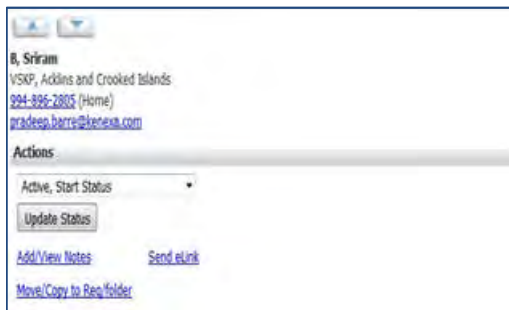 B, Sriram
VSKP, Acklins and Crooked Islands
994-896-2805 (Home)
pradeep.barre@kenexa.com
Actions
Active, Start Status
Update Status
Add/View Notes Send eLink
Move/Copy to Req/folder